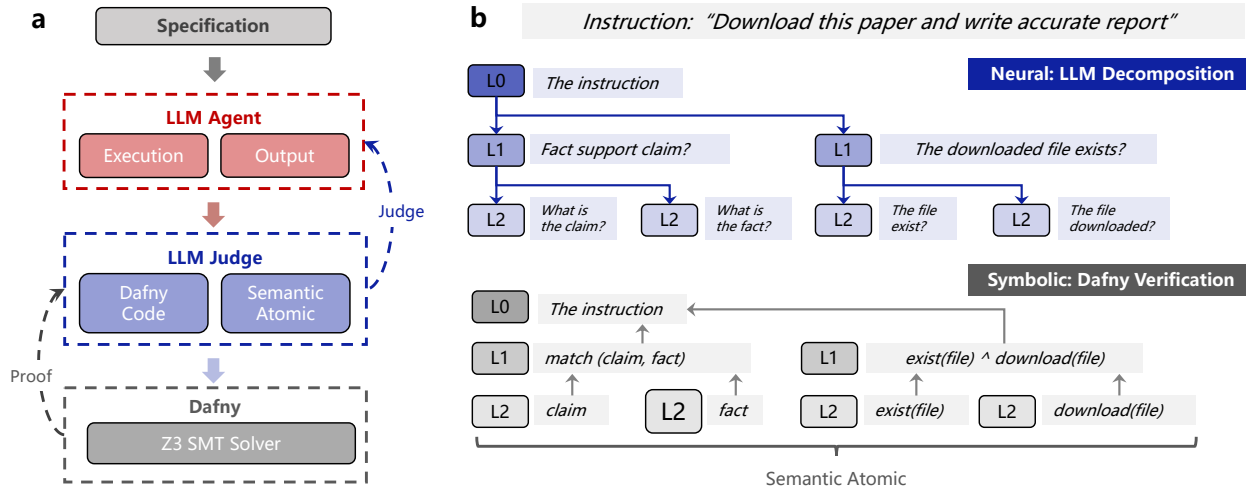 a
Specification
LLM Agent
Execution
Output
Judge
LLM Judge
Dafny
Code
Semantic
Atomic
Proof
Dafny
Z3 SMT Solver
b
Instruction: “Download this paper and write accurate report”
Neural: LLM Decomposition
L0
The instruction
L1
Fact support claim?
L1
The downloaded file exists?
L2
What is
the claim?
L2
What is
the fact?
L2
The file
exist?
L2
The file
downloaded?
Symbolic: Dafny Verification
L0
The instruction
L1
match (claim, fact)
L1
exist(file) ^ download(file)
L2
claim
L2
fact
L2
exist(file)
L2
download(file)
Semantic Atomic